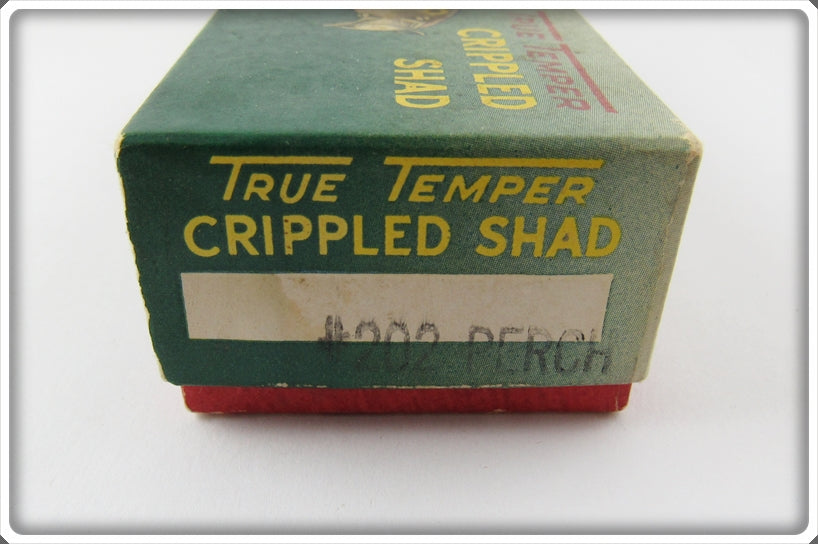 TRUE TEMPER
CRIPPLED
SHAD
TRUE TEMPER
CRIPPLED SHAD
#202 PERCH